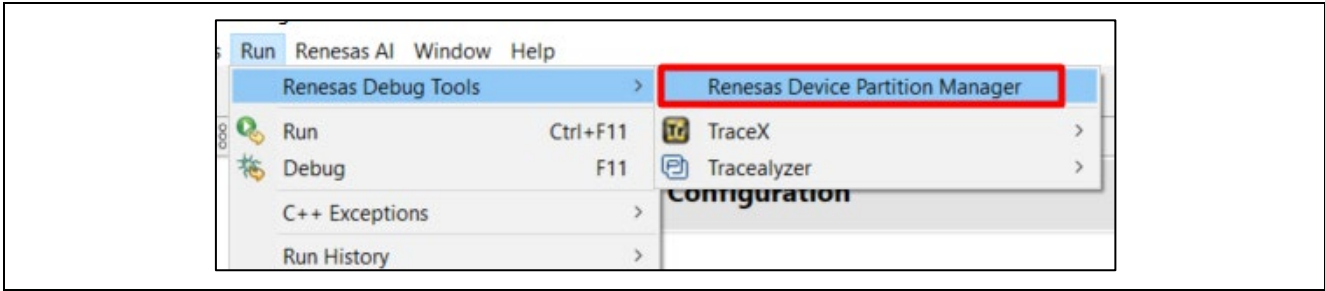 Run Renesas AI Window Help
Renesas Debug Tools >
Renesas Device Partition Manager
Run Ctrl+F11
Tr TraceX >
Debug F11
Tracealyzer >
Configuration
C++ Exceptions >
Run History >